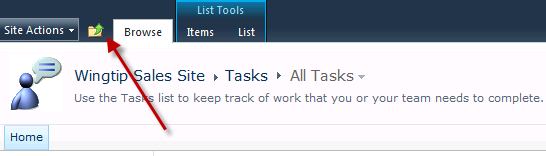 List Tools
Site Actions Browse Items List
Wingtip Sales Site Tasks All Tasks
Use the Tasks list to keep track of work that you or your team needs to complete.
Home